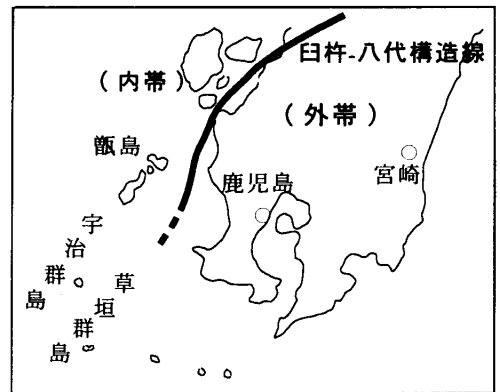 臼杵-八代構造線
（内帯）
（外帯）
甑島
鹿児島
宮崎
宇治群島
草垣群島